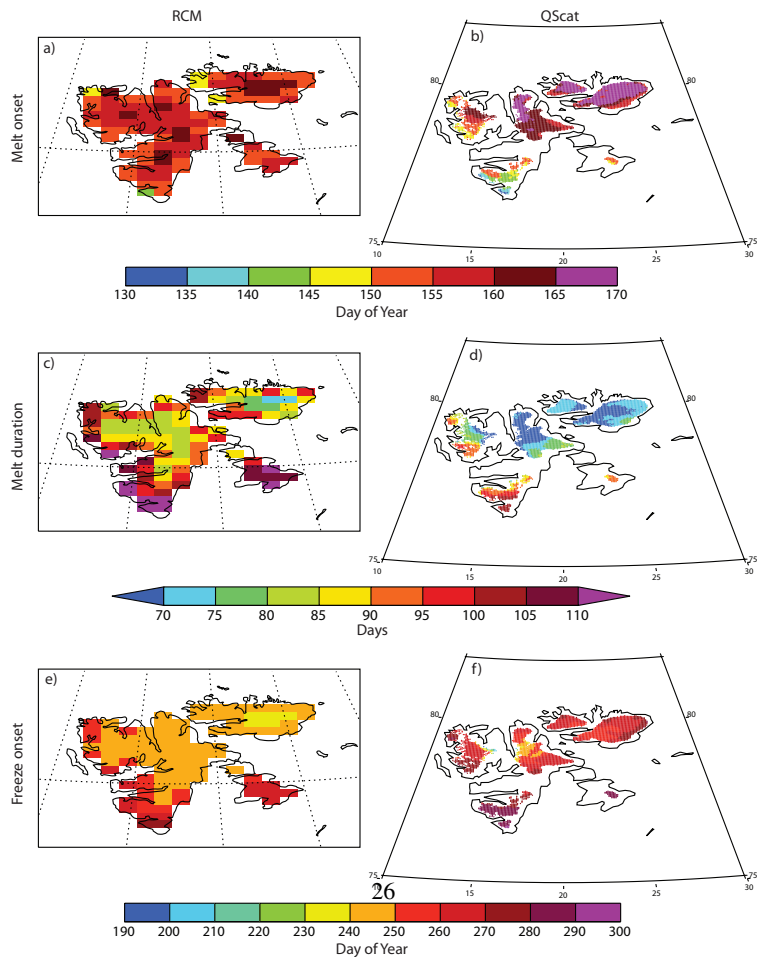 RCM QScat
a) b)
Melt onset
80 80
75 75
10 15 20 25 30
130 135 140 145 150 155 160 165 170
Day of Year
c) d)
Melt duration
80 80
75 75
10 15 20 25 30
70 75 80 85 90 95 100 105 110
Days
e) f)
Freeze onset
80 80
75 75
15 20 25 30
26
190 200 210 220 230 240 250 260 270 280 290 300
Day of Year